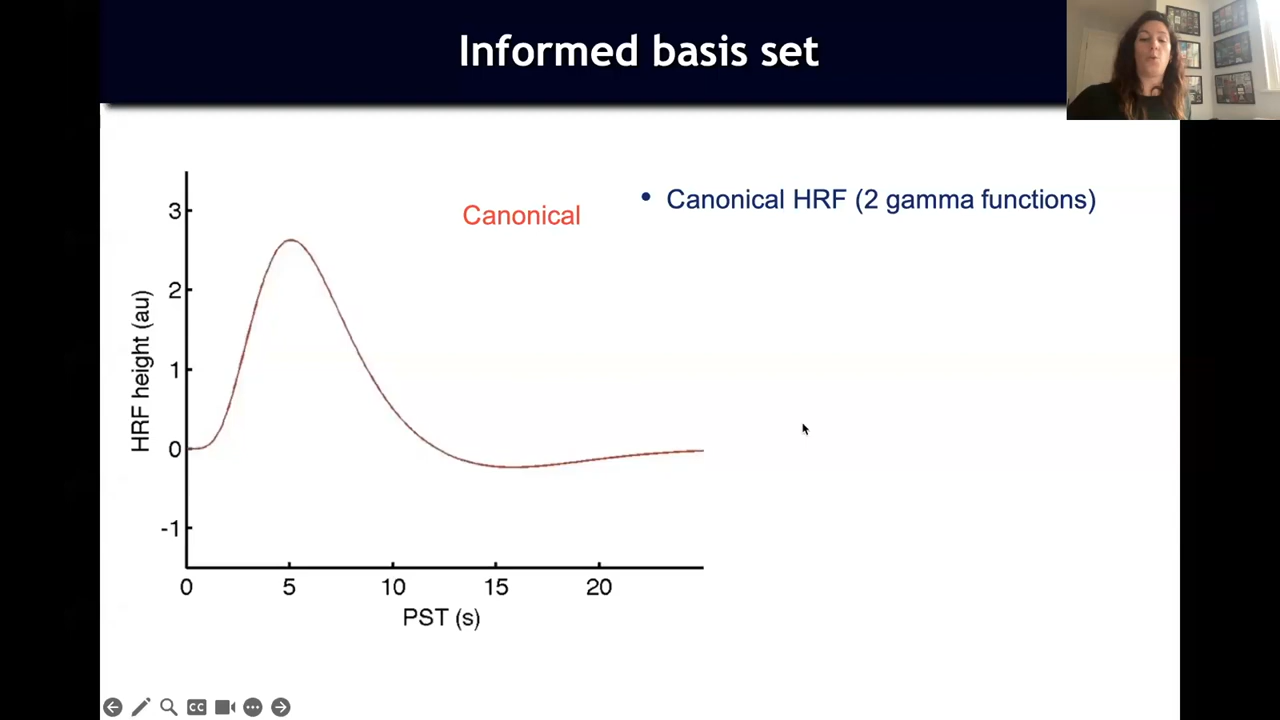 Informed basis set
Canonical
• Canonical HRF (2 gamma functions)
HRF height (au)
3
2
1
0
-1
0 5 10 15 20
PST (s)
CC